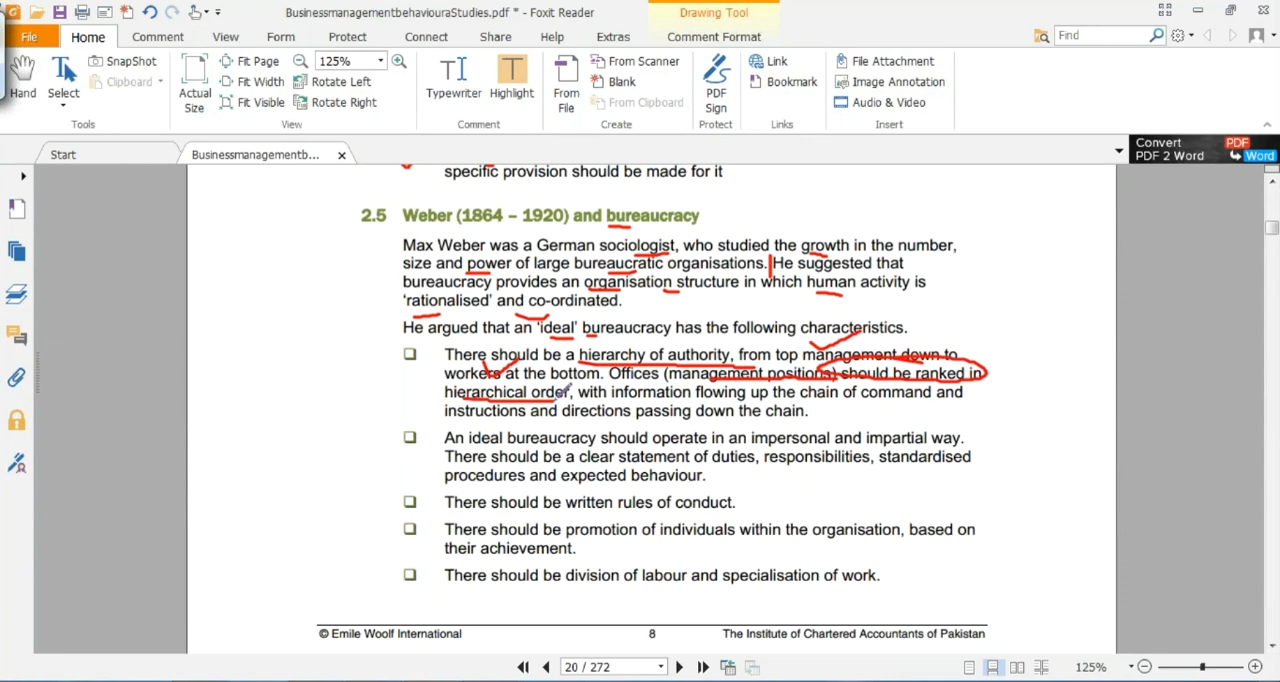 BusinessmanagementbehaviouraStudies.pdf * - Foxit Reader
Drawing Tool
File
Home
Comment
View
Form
Protect
Connect
Share
Help
Extras
Comment Format
Find
SnapShot
Clipboard
Hand
Select
Actual Size
Fit Page
Fit Width
Fit Visible
125%
Rotate Left
Rotate Right
Typewriter
Highlight
From File
From Scanner
Blank
From Clipboard
PDF Sign
Link
Bookmark
File Attachment
Image Annotation
Audio & Video
Tools
View
Comment
Create
Protect
Links
Insert
Start
Businessmanagementb...
Convert PDF
PDF 2 Word Word
specific provision should be made for it
2.5 Weber (1864 – 1920) and bureaucracy
Max Weber was a German sociologist, who studied the growth in the number,
size and power of large bureaucratic organisations. He suggested that
bureaucracy provides an organisation structure in which human activity is
‘rationalised’ and co-ordinated.
He argued that an ‘ideal’ bureaucracy has the following characteristics.
There should be a hierarchy of authority, from top management down to
workers at the bottom. Offices (management positions) should be ranked in
hierarchical order, with information flowing up the chain of command and
instructions and directions passing down the chain.
An ideal bureaucracy should operate in an impersonal and impartial way.
There should be a clear statement of duties, responsibilities, standardised
procedures and expected behaviour.
There should be written rules of conduct.
There should be promotion of individuals within the organisation, based on
their achievement.
There should be division of labour and specialisation of work.
© Emile Woolf International 8 The Institute of Chartered Accountants of Pakistan
20 / 272
125%